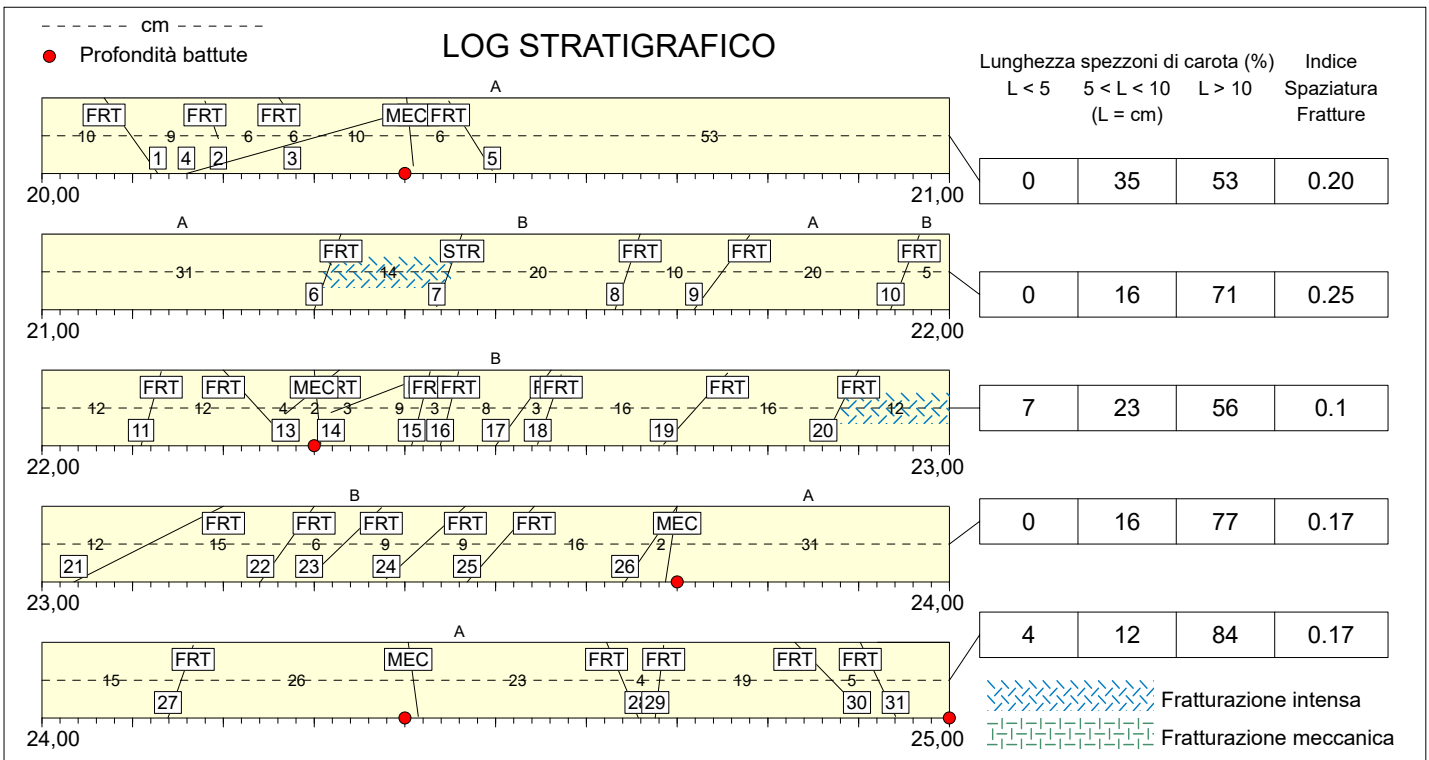 cm
Profondità battute
LOG STRATIGRAFICO
Lunghezza spezzoni di carota (%) Indice
L < 5 5 < L < 10 L > 10 Spaziatura
(L = cm) Fratture
A
FRT FRT FRT MEC FRT
10 9 6 6 10 6 53
1 4 2 3 5
20,00 21,00
0 35 53 0.20
A B A B
FRT STR FRT FRT FRT
31 14 20 10 20 5
6 7 8 9 10
21,00 22,00
0 16 71 0.25
B
FRT FRT MEC FRT FRT FRT FRT FRT
12 12 4 2 3 9 3 8 3 16 16 12
11 13 14 15 16 17 18 19 20
22,00 23,00
7 23 56 0.1
B A
FRT FRT FRT FRT FRT MEC
12 15 6 9 9 16 2 31
21 22 23 24 25 26
23,00 24,00
0 16 77 0.17
A
FRT MEC FRT FRT FRT FRT
15 26 23 4 19 5
27 28 29 30 31
24,00 25,00
4 12 84 0.17
Fratturazione intensa
Fratturazione meccanica